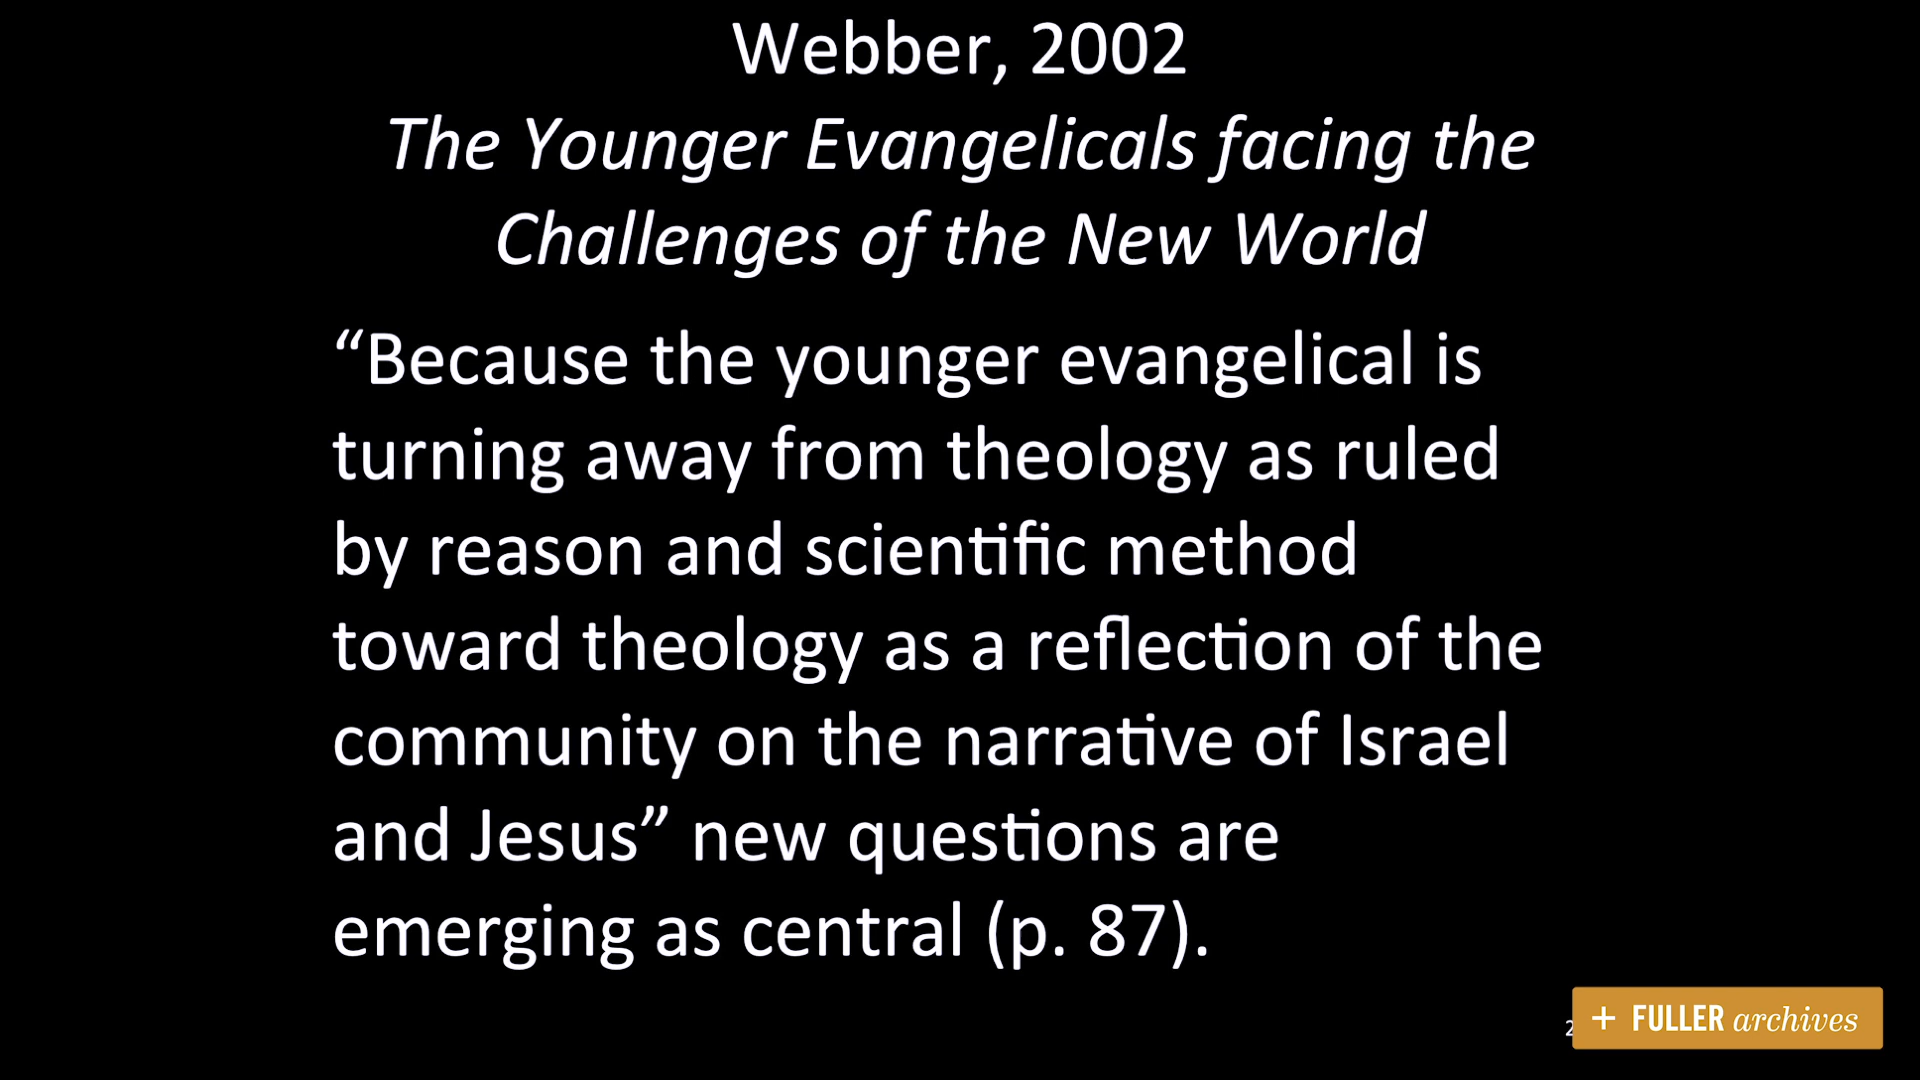 Webber, 2002
The Younger Evangelicals facing the
Challenges of the New World
“Because the younger evangelical is
turning away from theology as ruled
by reason and scientific method
toward theology as a reflection of the
community on the narrative of Israel
and Jesus” new questions are
emerging as central (p. 87).
2
+ FULLER archives